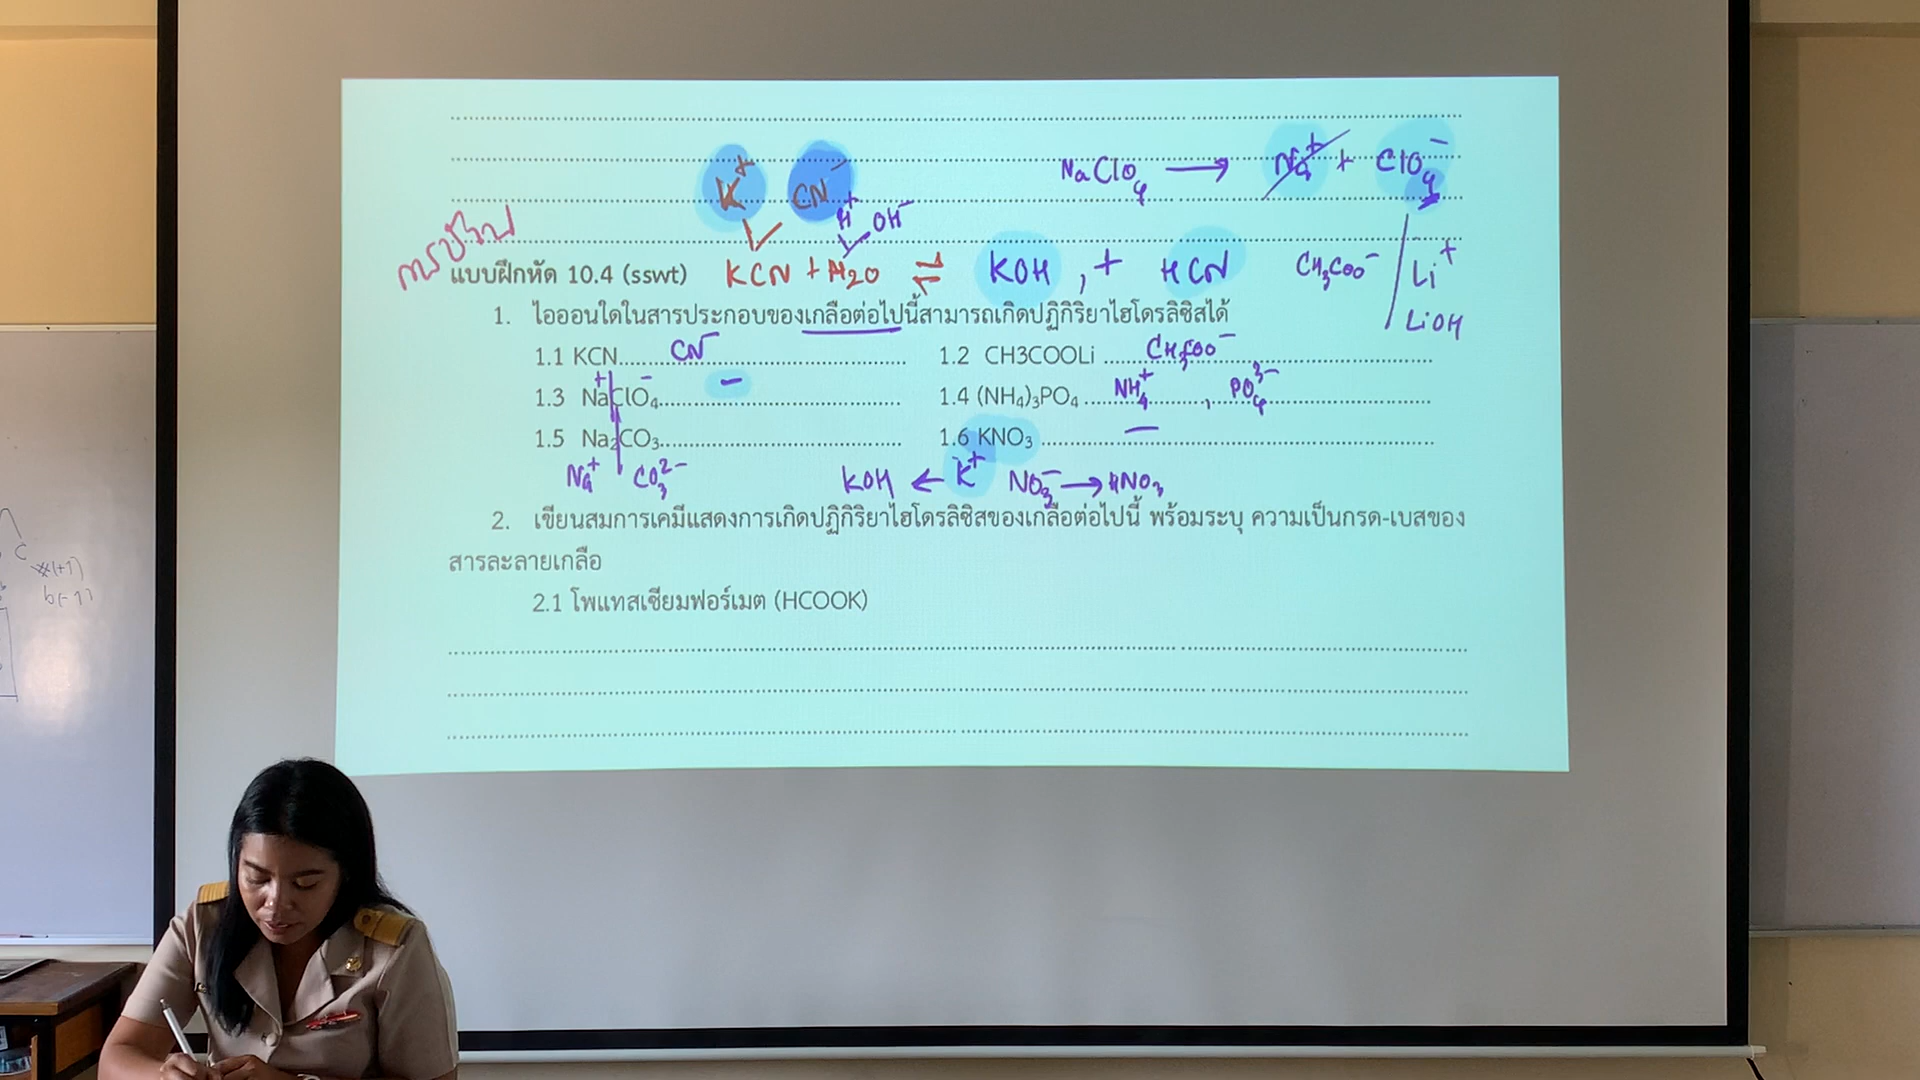 K⁺ CN⁻ NaClO₄ ⟶ Na⁺ + ClO₄⁻
H⁺ OH⁻
การบ้าน
แบบฝึกหัด 10.4 (sswt) KCN + H2O ⇌ KOH , + HCN CH₃COO⁻ Li⁺
LiOH
1. ไอออนใดในสารประกอบของเกลือต่อไปนี้สามารถเกิดปฏิกิริยาไฮโดรลิซิสได้
1.1 KCN CN⁻ 1.2 CH3COOLi CH₃COO⁻
1.3 NaClO₄ + - - 1.4 (NH₄)₃PO₄ NH₄⁺ , PO₄³⁻
1.5 Na₂CO₃ 1.6 KNO₃ -
Na⁺ CO₃²⁻ KOH ← K⁺ NO₃⁻ → HNO₃
2. เขียนสมการเคมีแสดงการเกิดปฏิกิริยาไฮโดรลิซิสของเกลือต่อไปนี้ พร้อมระบุ ความเป็นกรด-เบสของ
สารละลายเกลือ
2.1 โพแทสเซียมฟอร์เมต (HCOOK)
C
(+1)
b(-1)